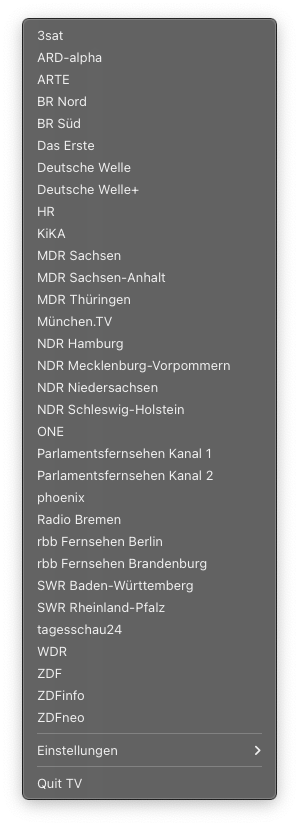 3sat
ARD-alpha
ARTE
BR Nord
BR Süd
Das Erste
Deutsche Welle
Deutsche Welle+
HR
KiKA
MDR Sachsen
MDR Sachsen-Anhalt
MDR Thüringen
München.TV
NDR Hamburg
NDR Mecklenburg-Vorpommern
NDR Niedersachsen
NDR Schleswig-Holstein
ONE
Parlamentsfernsehen Kanal 1
Parlamentsfernsehen Kanal 2
phoenix
Radio Bremen
rbb Fernsehen Berlin
rbb Fernsehen Brandenburg
SWR Baden-Württemberg
SWR Rheinland-Pfalz
tagesschau24
WDR
ZDF
ZDFinfo
ZDFneo
Einstellungen
Quit TV